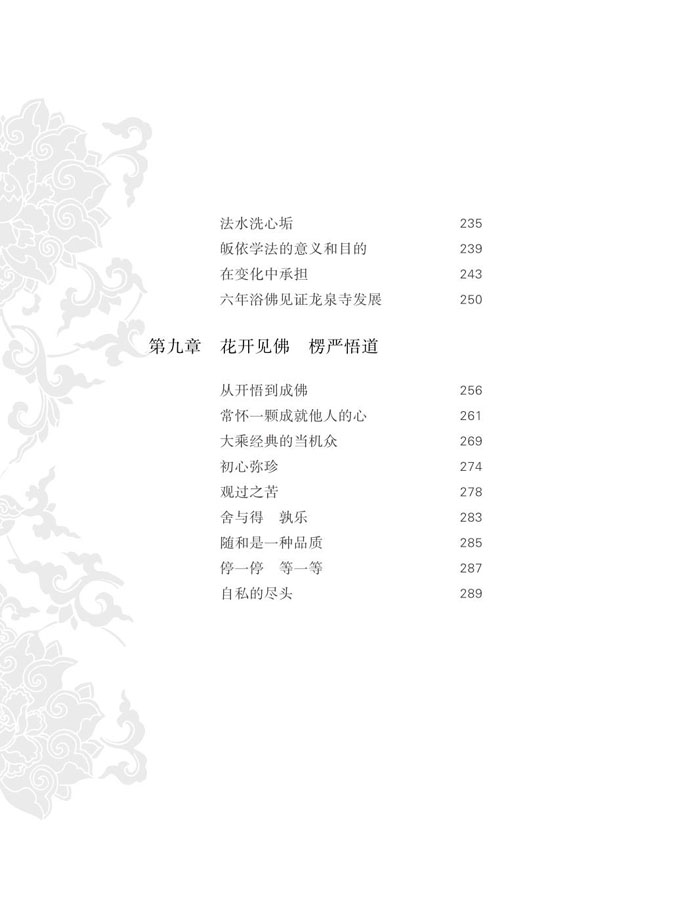 法水洗心垢 235
皈依学法的意义和目的 239
在变化中承担 243
六年浴佛见证龙泉寺发展 250
第九章 花开见佛 楞严悟道
从开悟到成佛 256
常怀一颗成就他人的心 261
大乘经典的当机众 269
初心弥珍 274
观过之苦 278
舍与得 孰乐 283
随和是一种品质 285
停一停 等一等 287
自私的尽头 289